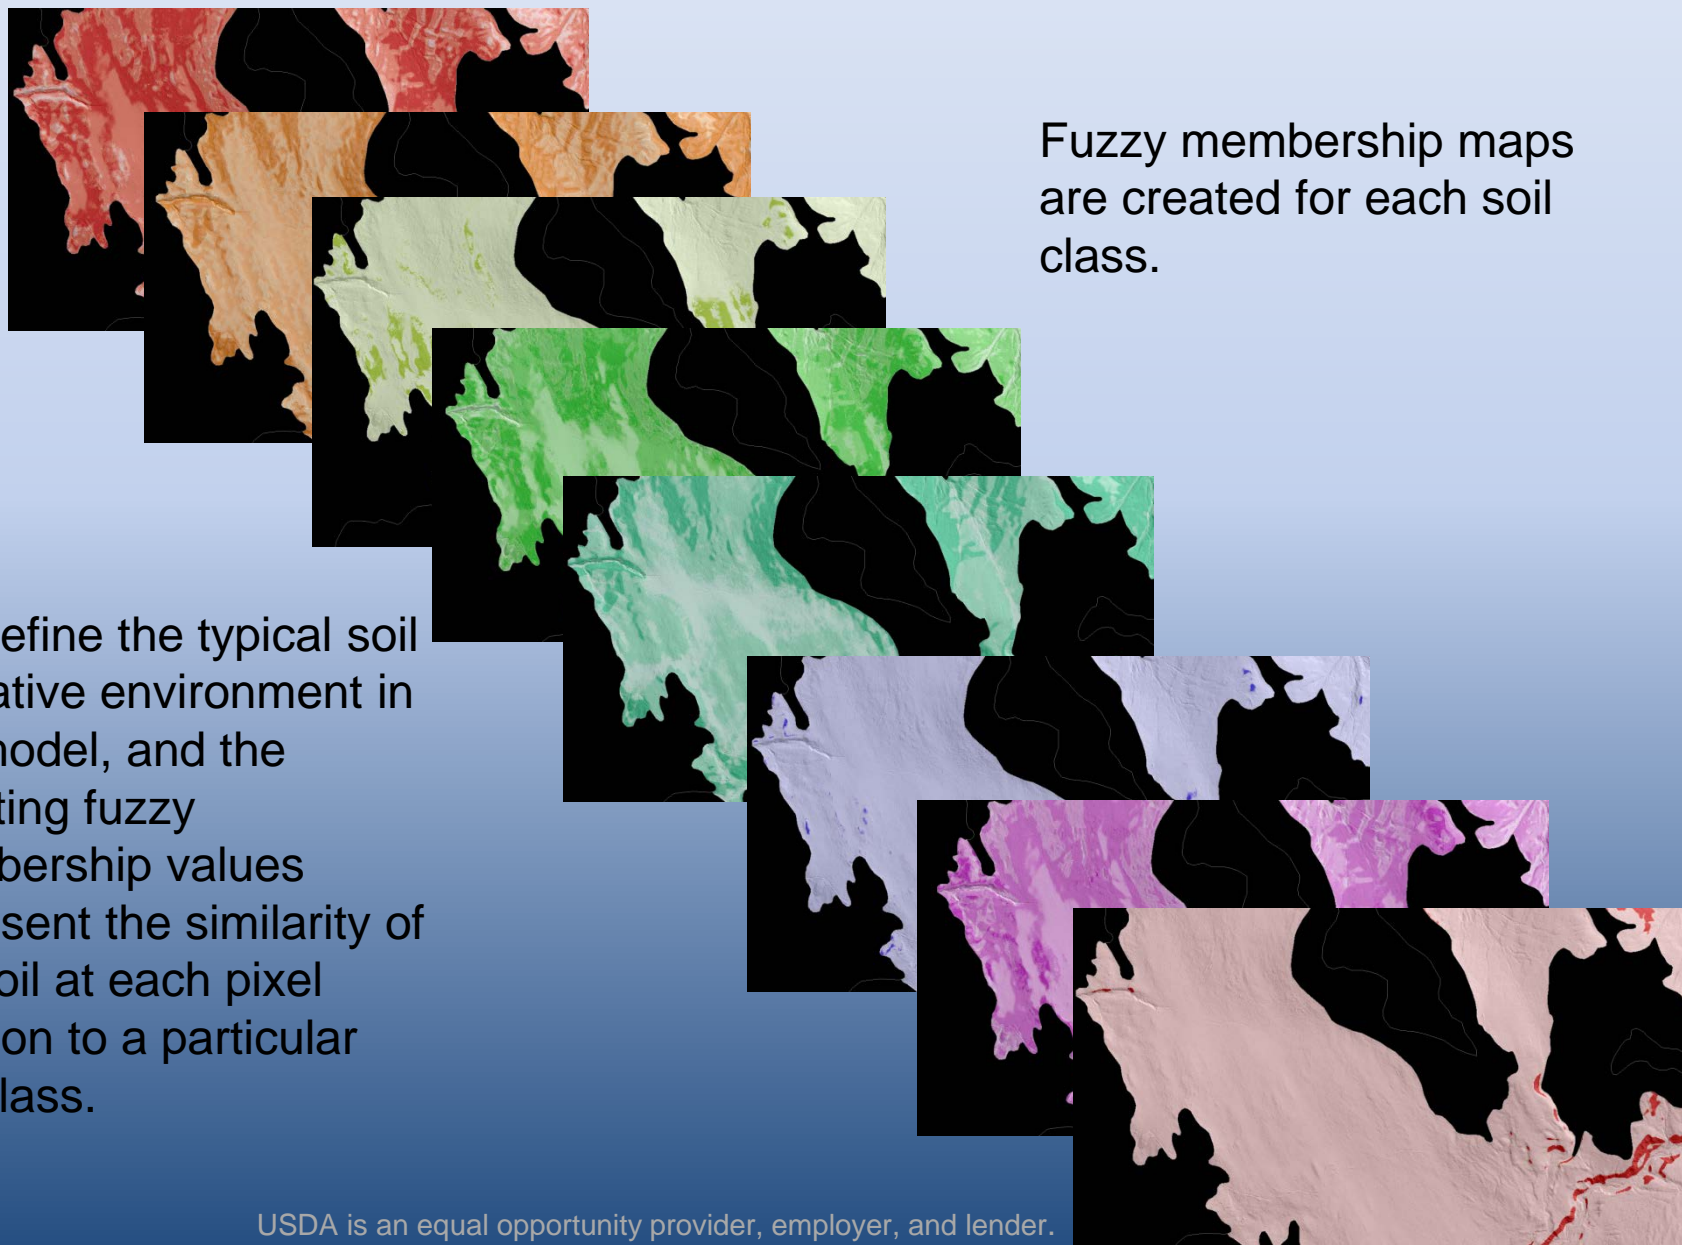 Fuzzy membership maps
are created for each soil
class.
efine the typical soil
ative environment in
nodel, and the
ting fuzzy
bership values
sent the similarity of
oil at each pixel
on to a particular
lass.
USDA is an equal opportunity provider, employer, and lender.